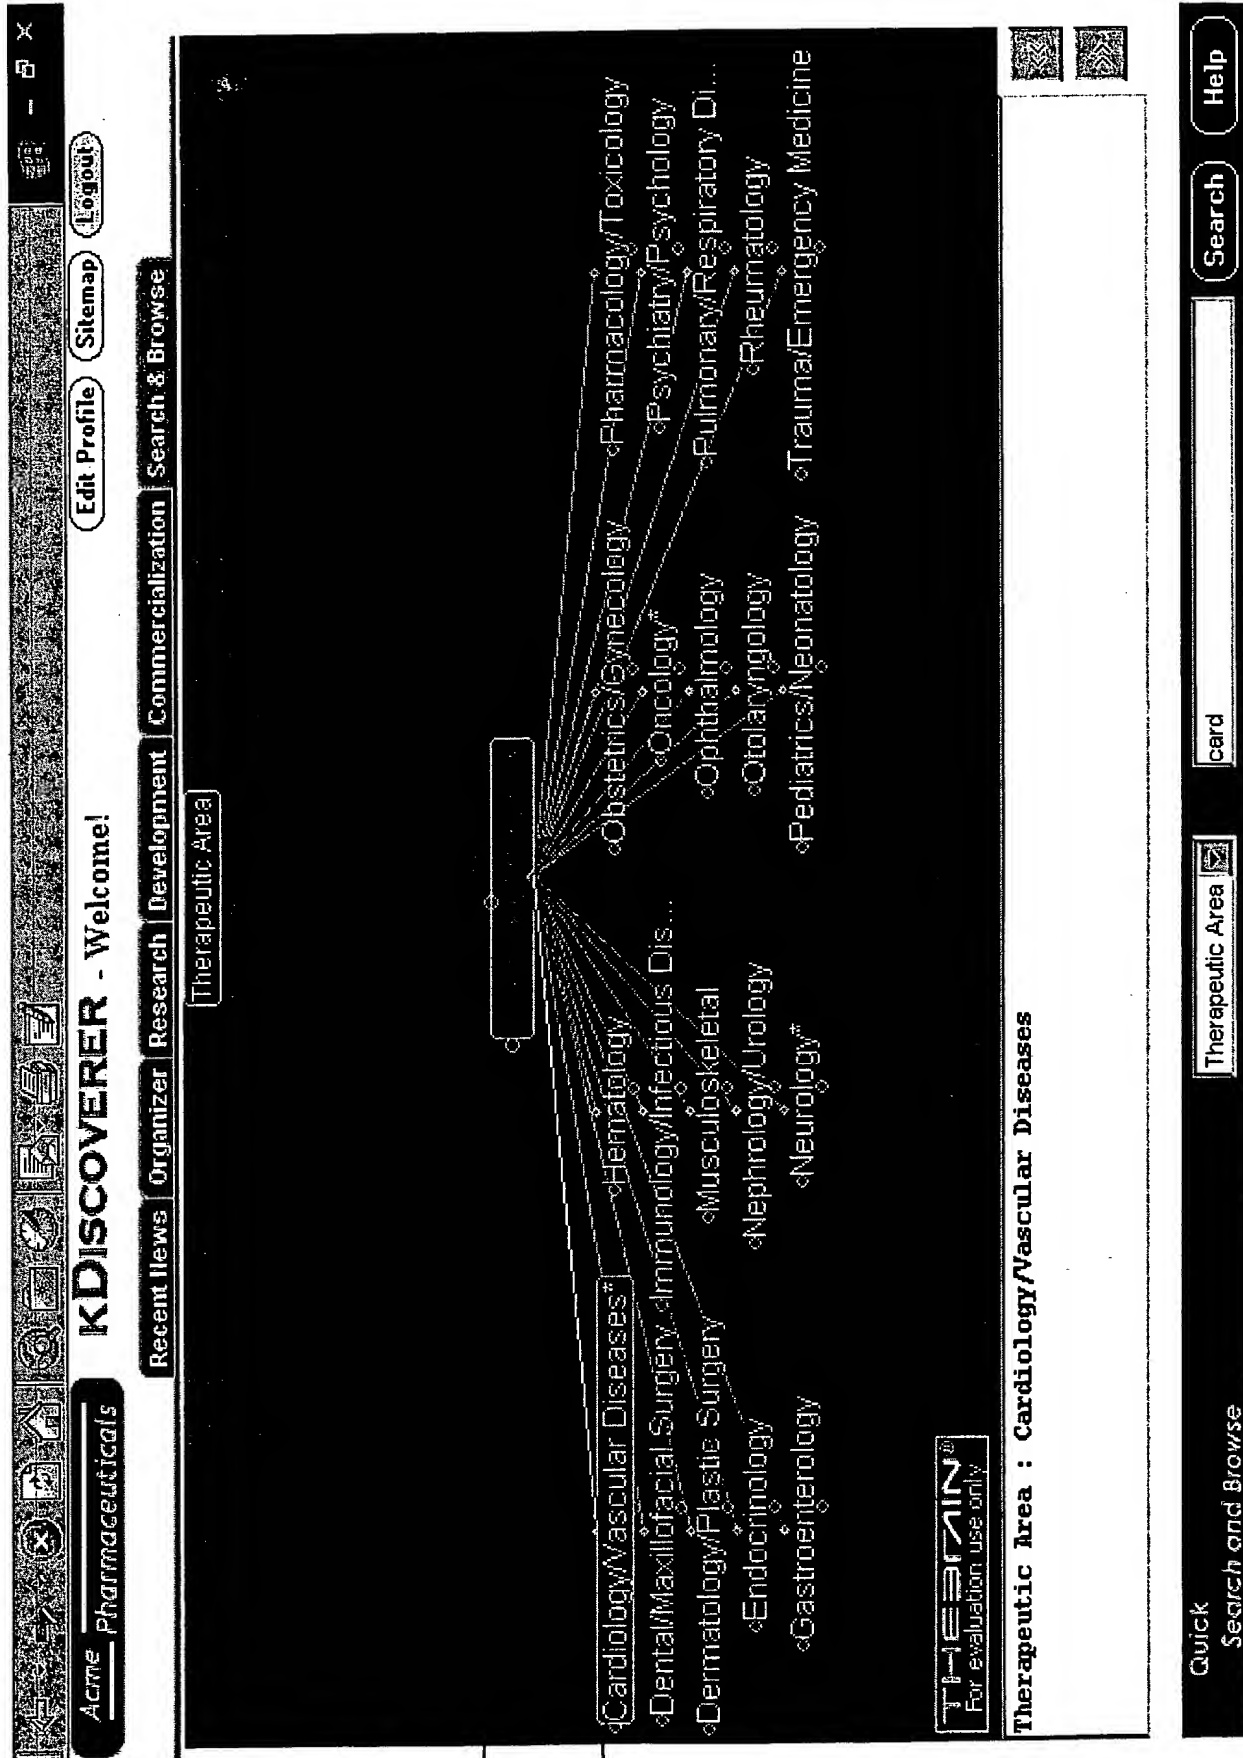 Acme Pharmaceuticals
KDISCOVERER - Welcome!
Edit Profile Sitemap Logout
Recent News Organizer Research Development Commercialization Search & Browse
Therapeutic Area
Cardiology/Vascular Diseases* Hematology Obstetrics/Gynecology Pharmacology/Toxicology
Dental/Maxillofacial Surgery Immunology/Infectious Dis... Oncology* Psychiatry/Psychology
Dermatology/Plastic Surgery Musculoskeletal Ophthalmology Pulmonary/Respiratory Di...
Endocrinology Nephrology/Urology Otolaryngology Rheumatology
Gastroenterology Neurology* Pediatrics/Neonatology Trauma/Emergency Medicine
THEBRAIN®
For evaluation use only
Therapeutic Area : Cardiology/Vascular Diseases
Quick
Search and Browse
Therapeutic Area card Search Help